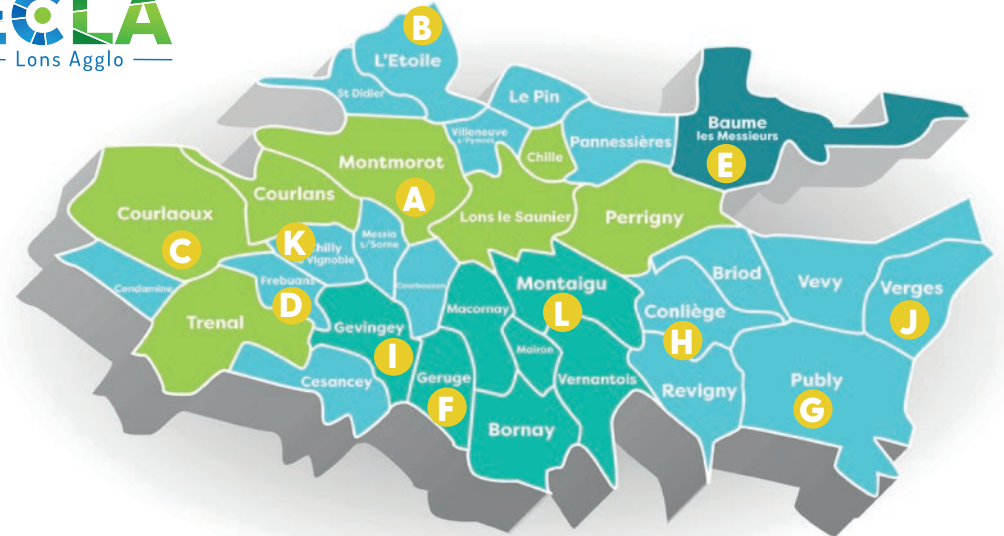 ECLA
Lons Agglo
B
L'Etoile
St Didier
Le Pin
Villeneuve
s/Pymont
Pannessières
Baume
les Messieurs
E
Chille
Montmorot
A
Courlans
Courlaoux
C
Lons le Saunier
Perrigny
K
Chilly
Vignoble
Messia
s/Sorne
Condamine
Frebuans
D
Courbouzon
Trenal
Gevingey
I
Macornay
Montaigu
L
Briod
Vevy
Verges
J
Conliège
H
Moiron
Cesancey
Geruge
F
Vernantois
Revigny
Publy
G
Bornay